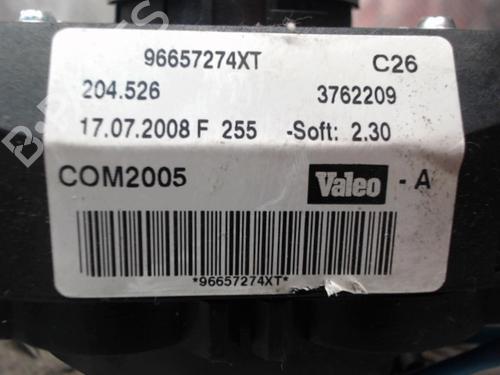 96657274XT C26
204.526 3762209
17.07.2008 F 255 -Soft: 2.30
COM2005 Valeo - A
*96657274XT*